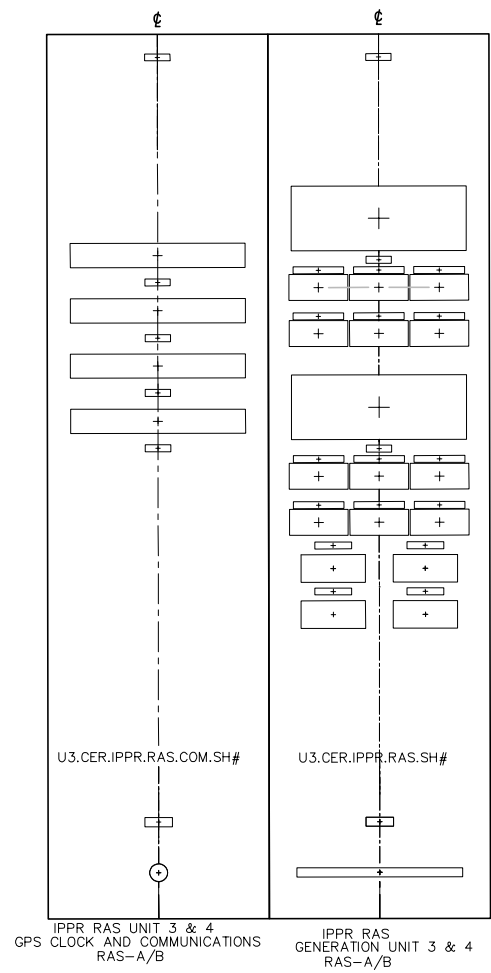 ℄
℄
U3.CER.IPPR.RAS.COM.SH#
U3.CER.IPPR.RAS.SH#
IPPR RAS UNIT 3 & 4
GPS CLOCK AND COMMUNICATIONS
RAS-A/B
IPPR RAS
GENERATION UNIT 3 & 4
RAS-A/B